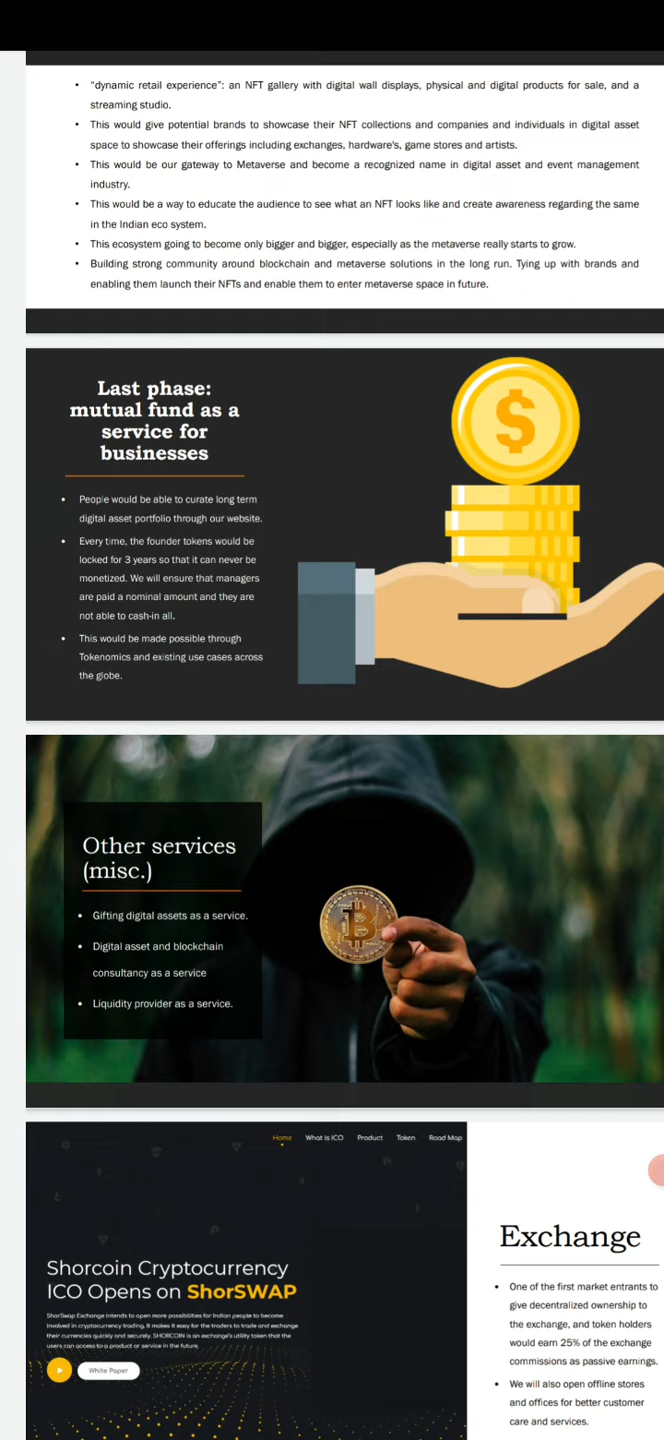 • “dynamic retail experience”: an NFT gallery with digital wall displays, physical and digital products for sale, and a
streaming studio.
• This would give potential brands to showcase their NFT collections and companies and individuals in digital asset
space to showcase their offerings including exchanges, hardware's, game stores and artists.
• This would be our gateway to Metaverse and become a recognized name in digital asset and event management
industry.
• This would be a way to educate the audience to see what an NFT looks like and create awareness regarding the same
in the Indian eco system.
• This ecosystem going to become only bigger and bigger, especially as the metaverse really starts to grow.
• Building strong community around blockchain and metaverse solutions in the long run. Tying up with brands and
enabling them launch their NFTs and enable them to enter metaverse space in future.
Last phase:
mutual fund as a
service for
businesses
• People would be able to curate long term
digital asset portfolio through our website.
• Every time, the founder tokens would be
locked for 3 years so that it can never be
monetized. We will ensure that managers
are paid a nominal amount and they are
not able to cash-in all.
• This would be made possible through
Tokenomics and existing use cases across
the globe.
$
Other services
(misc.)
• Gifting digital assets as a service.
• Digital asset and blockchain
consultancy as a service
• Liquidity provider as a service.
Home What is ICO Product Token Road Map
Shorcoin Cryptocurrency
ICO Opens on ShorSWAP
ShorSwap Exchange intends to open more possibilities for Indian people to become
involved in cryptocurrency trading. It makes it easy for the traders to trade and exchange
their currencies quickly and securely. SHORCOIN is an exchange's utility token that the
users can access to a product or service in the future.
White Paper
Exchange
• One of the first market entrants to
give decentralized ownership to
the exchange, and token holders
would earn 25% of the exchange
commissions as passive earnings.
• We will also open offline stores
and offices for better customer
care and services.